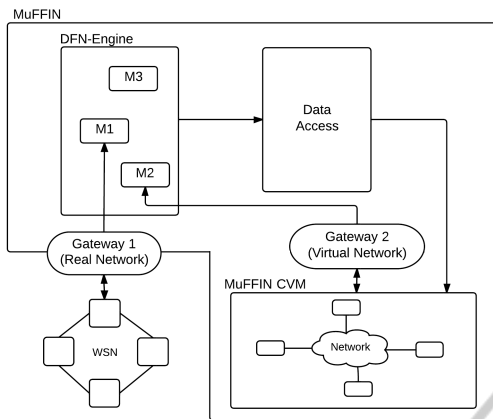 MuFFIN
DFN-Engine
M3
M1
M2
Data
Access
Gateway 1
(Real Network)
Gateway 2
(Virtual Network)
MuFFIN CVM
WSN
Network